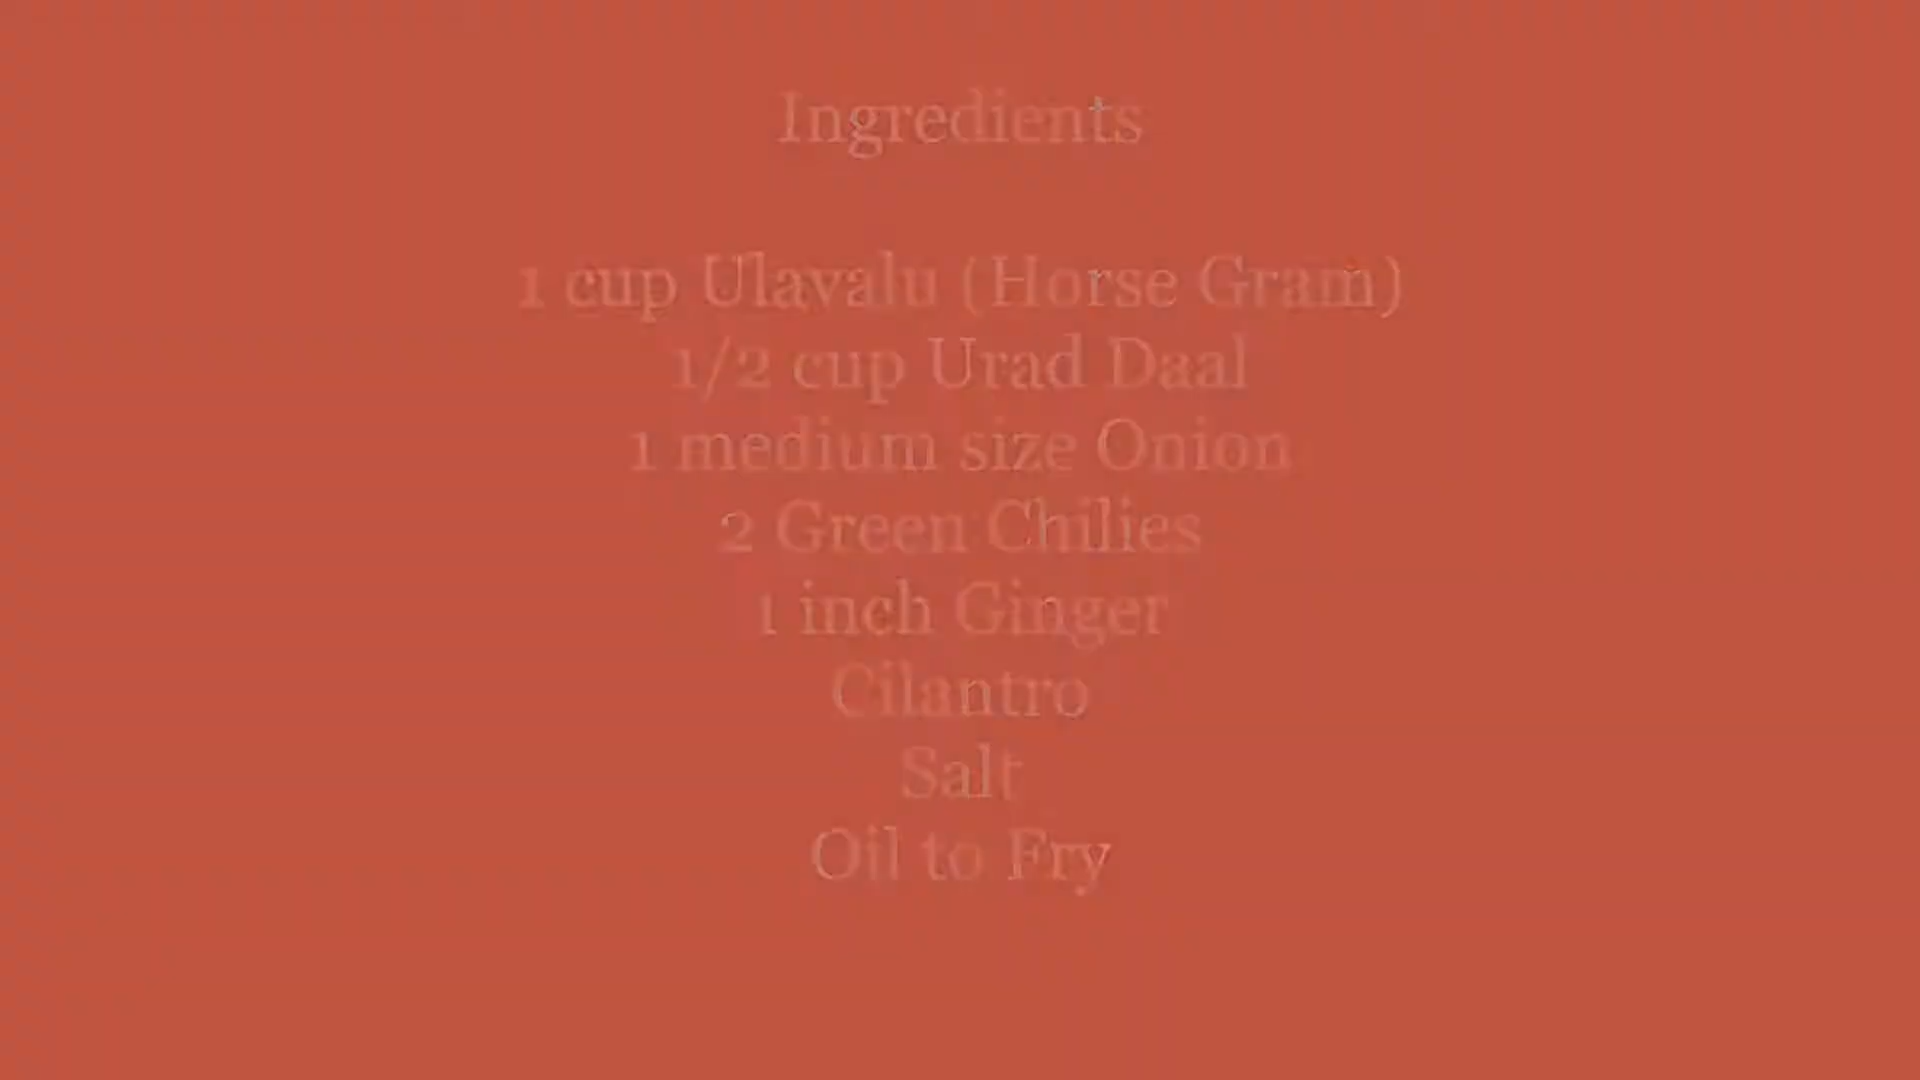 Ingredients
1 cup Ulavalu (Horse Gram)
1/2 cup Urad Daal
1 medium size Onion
2 Green Chilies
1 inch Ginger
Cilantro
Salt
Oil to Fry